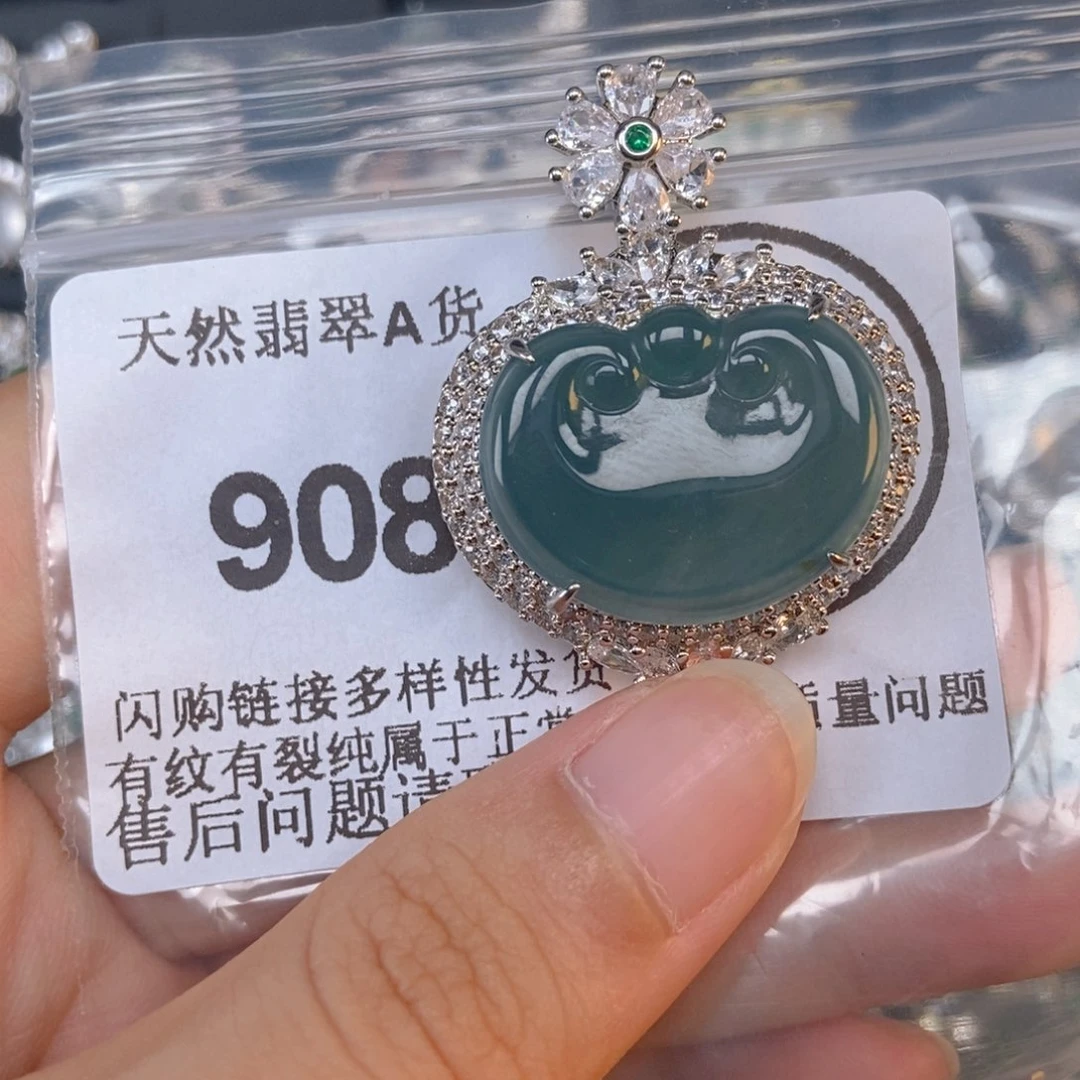 天然翡翠A货
908
闪购链接多样性发货 质量问题
有纹有裂纯属于正常
售后问题请